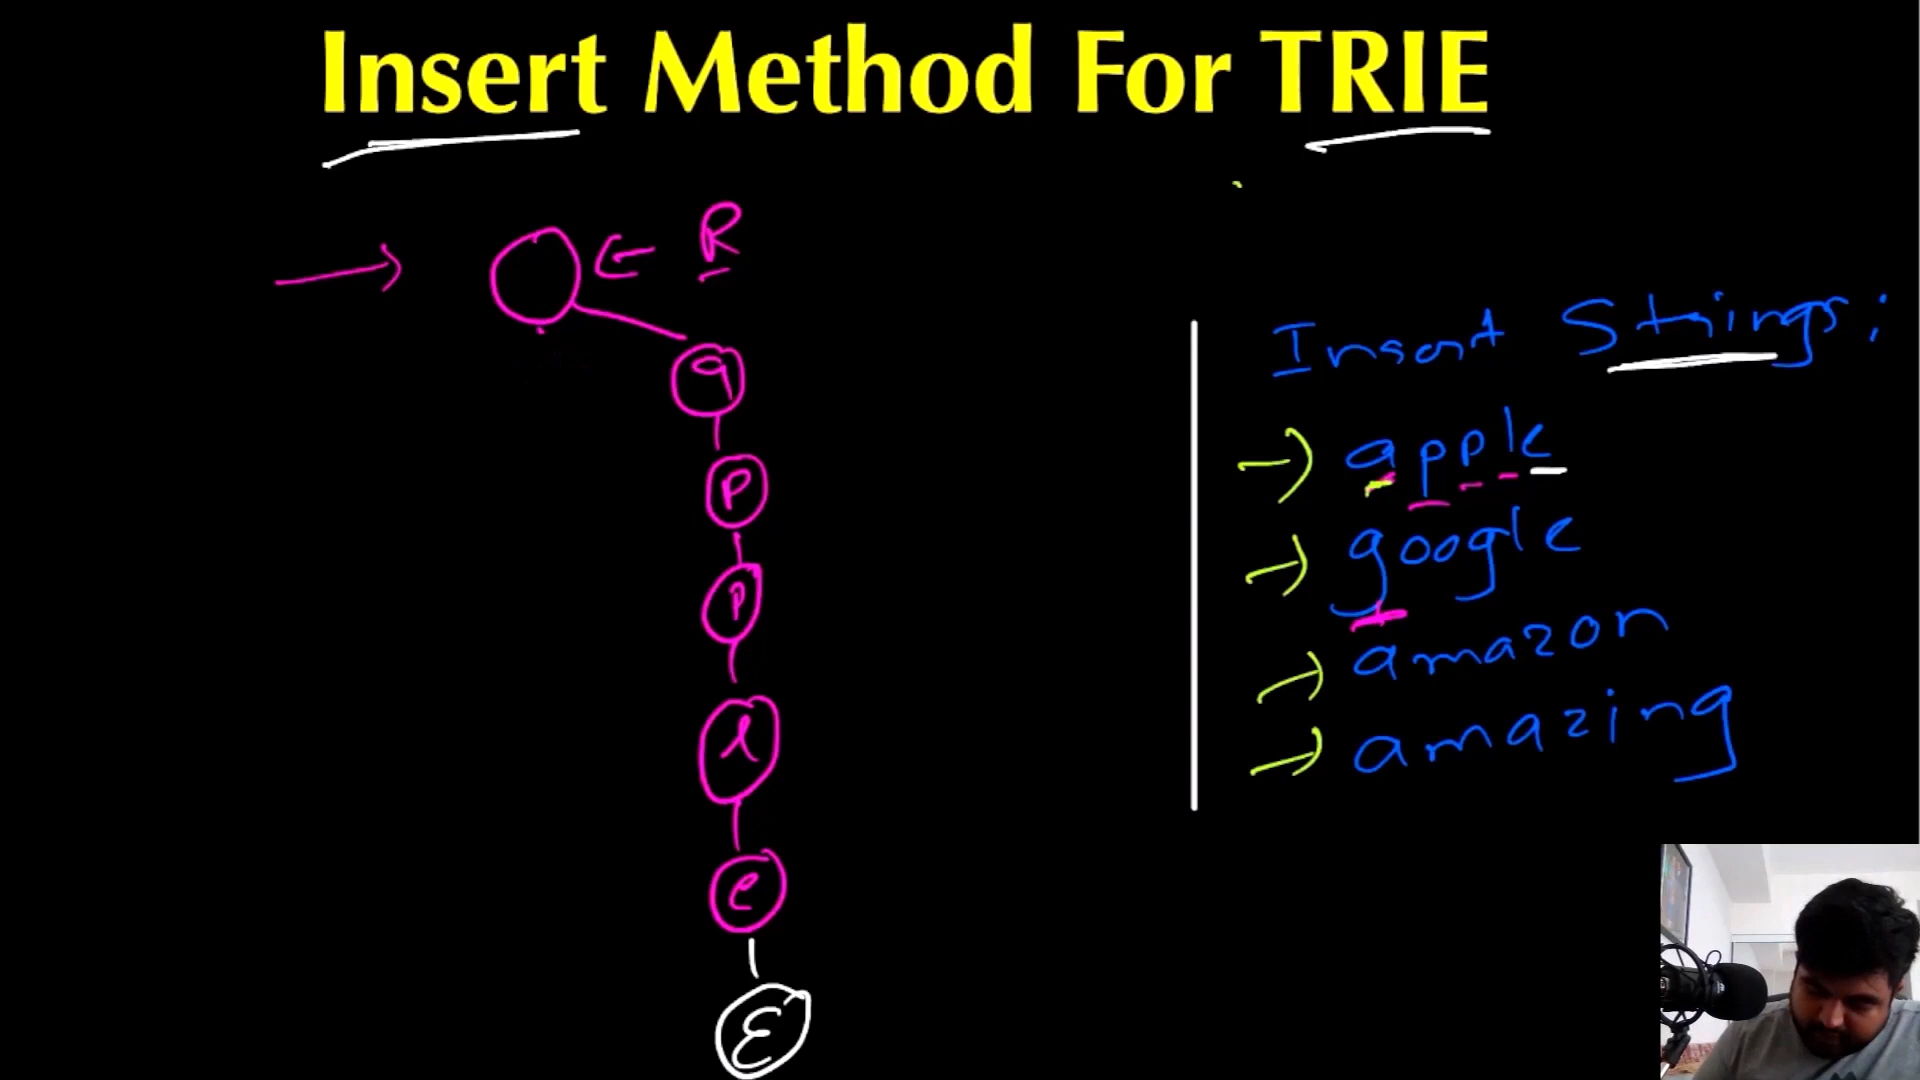 Insert Method For TRIE
R
Insert Strings:
a
apple
p
google
p
amazon
l
amazing
e
E